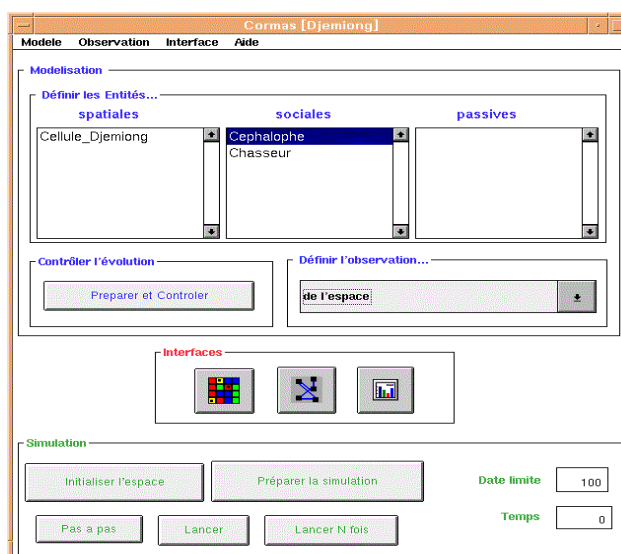 Cormas [Djemiong]
Modele Observation Interface Aide
Modelisation
Définir les Entités...
spatiales sociales passives
Cellule_Djemiong Cephalophe
Chasseur
Contrôler l'évolution Définir l'observation...
Preparer et Controler de l'espace
Interfaces
Simulation
Initialiser l'espace Préparer la simulation Date limite 100
Pas a pas Lancer Lancer N fois Temps 0